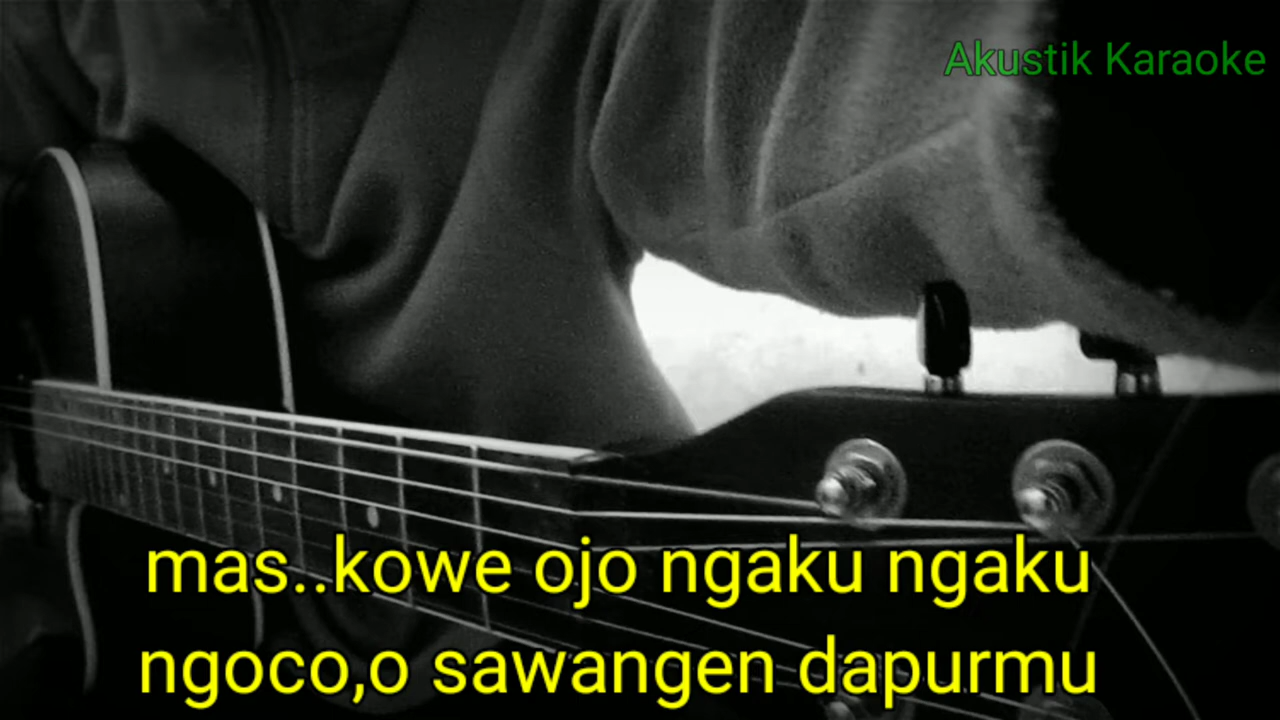 Akustik Karaoke
mas..kowe ojo ngaku ngaku
ngoco,o sawangen dapurmu